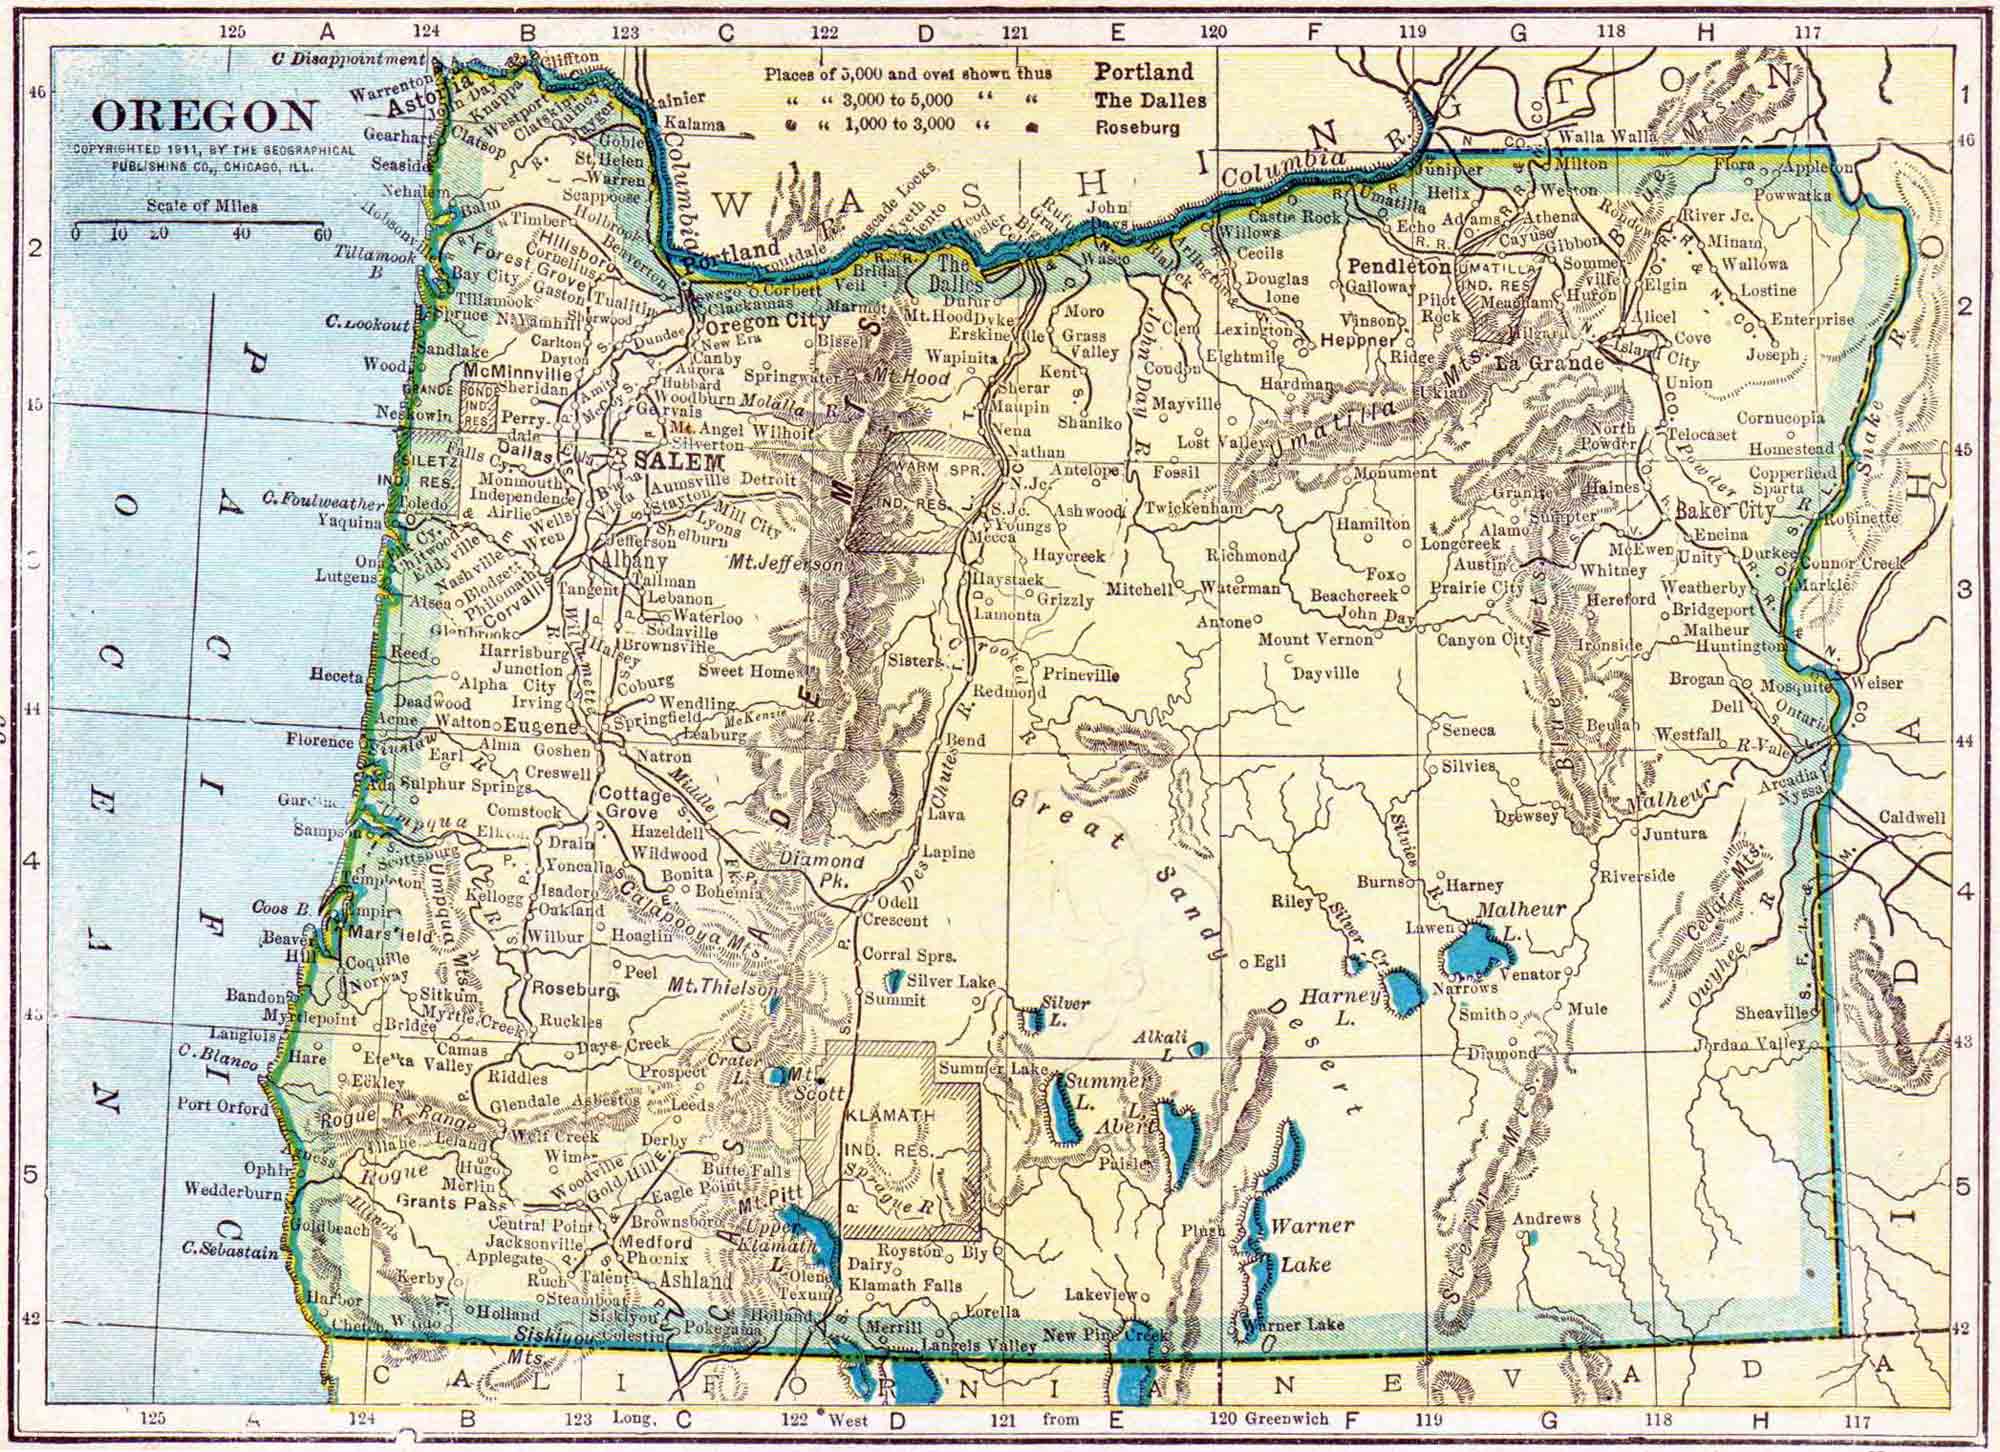 125 A 124 B 123 C 122 D 121 E 120 F 119 G 118 H 117
OREGON
COPYRIGHTED 1911, BY THE GEOGRAPHICAL
PUBLISHING CO., CHICAGO, ILL.
Scale of Miles
0 10 20 40 60
Places of 5,000 and over shown thus Portland
“ “ 3,000 to 5,000 “ “ The Dalles
“ “ 1,000 to 3,000 “ “ Roseburg
C Disappointment
Cliffton
Warrenton
Astoria
John Day
Knappa
Westport
Clatskani
Quincy
Mayger
Rainier
Kalama
Goble
Gearhart
Clatsop
Seaside
St. Helen
Warren
Scappoose
Nehalem
Balm
Hobsonville
Timber
Holbrook
Tillamook
B
Bay City
Forest Grove
Hillsboro
Cornelius
Beaverton
Gaston
Tualitin
Portland
Troutdale
Cascade Locks
Wyeth
Viento
Mt. Hood
Mosier
WASHINGTON
Columbia R.
Columbia
Walla Walla
C. Lookout
Tillamook
Spruce
Yamhill
Sherwood
Oswego
Clackamas
Corbett
Bridal
Veil
The
Dalles
Marmot
Dufur
Oregon City
New Era
Canby
Aurora
Hubbard
Bissell
Mt. Hood
Dyke
Erskineville
Wapinita
Rufus
Grants
Biggs
John
Days
Blalock
Arlington
Wasco
Moro
Grass
Valley
Kent
Shaniko
Willows
Cecils
Castle Rock
Umatilla
Juniper
Helix
Echo
Adams
Athena
Weston
Milton
Cayuse
Gibbon
Pendleton
UMATILLA
IND. RES.
Meacham
Huron
Hilgard
Flora
Appleton
Powwatka
River Jc.
Minam
Wallowa
Lostine
Enterprise
Joseph
Elgin
Alicel
Cove
Island City
La Grande
Union
Douglas
Ione
Galloway
Pilot
Rock
Vinson
Lexington
Heppner
Ridge
Ukiah
Eightmile
Clem
Condon
Hardman
Mayville
Lost Valley
Fossil
Antelope
Umatilla Mts.
Blue Mts.
Monument
Sandlake
Woods
Carlton
Dayton
Dundee
McMinnville
Sheridan
Amity
McCoy
GRANDE RONDE
IND.
RES.
Neskowin
Perry-
dale
Woodburn
Molalla R.
Gervais
Mt. Angel
Wilhoit
Silverton
Springwater
Dallas
Falls Cy.
Monmouth
Independence
Airlie
SALEM
Aumsville
Detroit
Stayton
Mill City
Lyons
Shelburn
Jefferson
Buena
Vista
Wells
Wren
SILETZ
IND. RES.
Toledo
C. Foulweather
Yaquina
Elk Cy.
Chitwood
Eddyville
Nashville
Blodgett
Philomath
Corvallis
Ona
Lutgens
Alsea
Glenbrook
Albany
Tallman
Lebanon
Tangent
Waterloo
Sodaville
Halsey
Brownsville
Sweet Home
Harrisburg
Junction
City
Coburg
Wendling
Springfield
McKenzie R.
Leaburg
Willamette R.
Sherar
Maupin
Nena
Nathan
N. Jc.
S. Jc.
Youngs
Mecca
WARM SPR.
IND. RES.
Mt. Hood
Mt. Jefferson
Ashwood
Haycreek
Haystack
Grizzly
Lamonta
Crooked R.
Prineville
Redmond
Sisters
Bend
Lava
Lapine
Des Chutes R.
John Day R.
Twickenham
Richmond
Waterman
Mitchell
Antone
Mount Vernon
Dayville
Hamilton
Longcreek
Fox
Beachcreek
John Day
Canyon City
Prairie City
Austin
Granite
Alamo
Sumpter
Haines
North
Powder
Baker City
McEwen
Whitney
Encina
Unity
Durkee
Weatherby
Bridgeport
Hereford
Malheur
Huntington
Ironside
Telocaset
Cornucopia
Homestead
Copperfield
Sparta
Robinette
Connor Creek
Markle
Powder R.
Snake R.
Brogan
Dell
Mosquite
Weiser
Ontario
Vale
Arcadia
Nyssa
Westfall
Beulah
Malheur R.
Juntura
Drewsey
Riverside
Seneca
Silvies
Silvies R.
Burns
Harney
Riley
Lawen
Malheur
L.
Narrows
Venator
Harney
L.
Silver Cr.
Smith
Mule
Diamond
Egli
Owyhee R
Cedar Mts.
Caldwell
Sheaville
Jordan Valley
Andrews
Stein Mts.
Great Sandy Desert
Reed
Heceta
Deadwood
Alpha
Irving
Acme
Walton
Eugene
Florence
Siuslaw R.
Earl
Alma
Goshen
Creswell
Natron
Ada
Sulphur Springs
Comstock
Cottage
Grove
Middle
Hazeldell
Sampson
Umpqua
Elkton
Drain
Scottsburg
Yoncalla
Wildwood
Bonita
Bohemia
Calapooya Mts.
Diamond
Pk.
Templeton
Umpqua Mts.
Kellogg
Isadore
Oakland
Wilbur
Hoaglin
Coos B.
Empire
Marsfield
Beaver
Hill
Coquille
Norway
Bandon
Sitkum
Myrtle Creek
Roseburg
Peel
Mt. Thielson
Ruckles
Days Creek
Myrtlepoint
Bridge
Camas
Valley
Langlois
C. Blanco
Hare
Eckley
Riddles
Prospect
Glendale
Asbestos
Leeds
Crater
L.
Mt.
Scott
Port Orford
Rogue R. Range
Illahe
Leland
Wolf Creek
Derby
Agness
Ophir
Rogue
Hugo
Merlin
Woodville
Gold Hill
Butte Falls
Wedderburn
Grants Pass
Eagle Point
Mt. Pitt
Illinois
Goldbeach
Central Point
Brownsboro
Jacksonville
Medford
Applegate
Phœnix
C. Sebastain
Kerby
Ruch
Talent
Ashland
Steamboat
Harbor
Chetco
Waldo
Holland
Siskiyou
Colestin
Pokegama
Siskiyou
Mts.
Odell
Crescent
Corral Sprs.
Silver Lake
Summit
Silver
L.
Alkali
L
Summer Lake
Summer
L.
L.
Abert
Paisley
KLAMATH
IND. RES.
Sprague R
Upper
Klamath
L
Olene
Texum
Royston
Bly
Dairy
Klamath Falls
Holland
Merrill
Lorella
Langels Valley
Lakeview
New Pine Creek
Plush
Warner
Lake
Warner Lake
CASCADE MTS
PACIFIC
OCEAN
IDAHO
CALIFORNIA
NEVADA
46
45
44
43
42
1
2
3
4
5
125 A 124 B 123 Long. C 122 West D 121 from E 120 Greenwich F 119 G 118 H 117